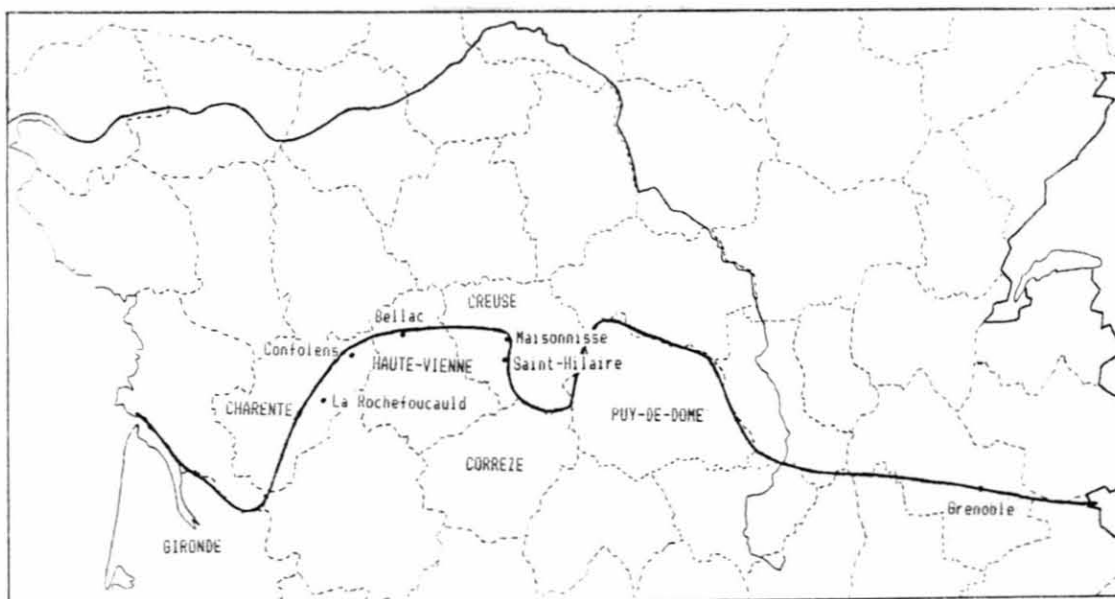 CREUSE
Bellac
Maisonnisse
Confolens
HAUTE-VIENNE
Saint-Hilaire
CHARENTE
La Rochefoucauld
PUY-DE-DOME
CORREZE
Grenoble
GIRONDE